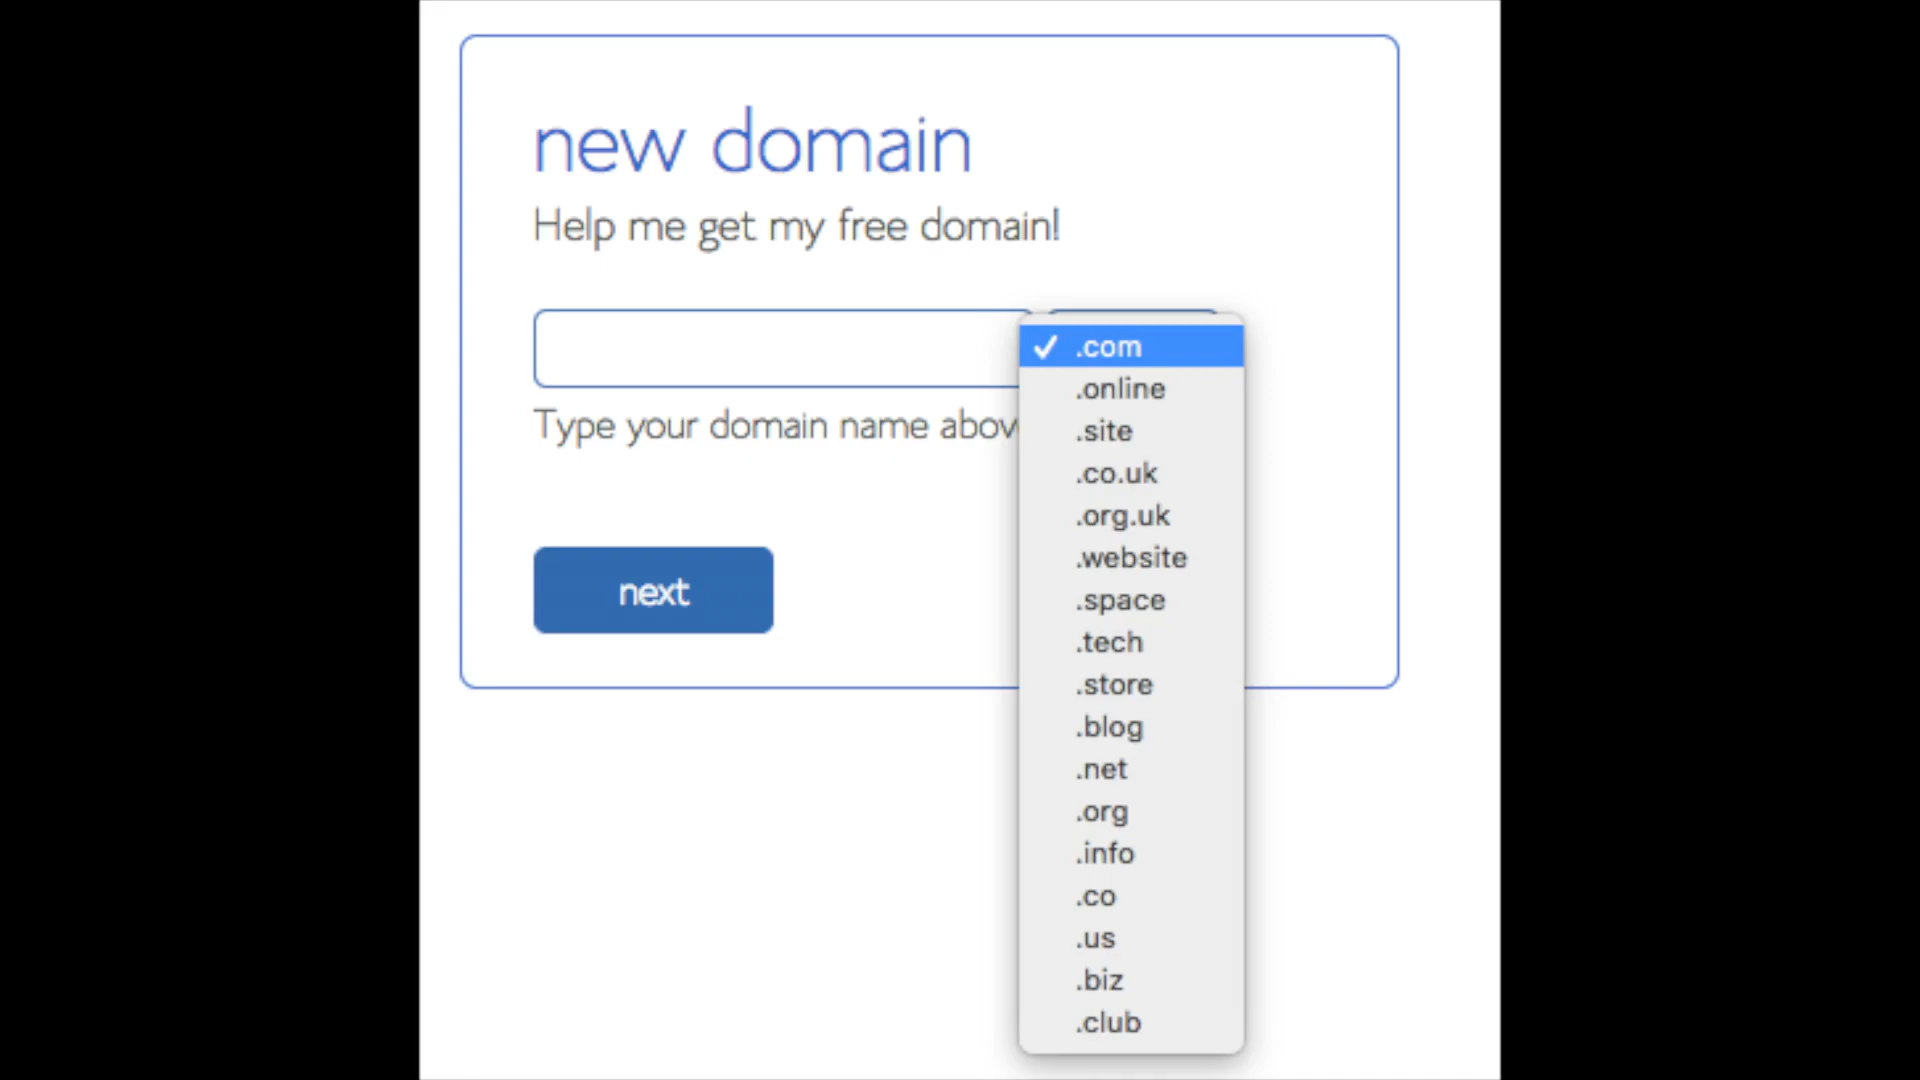 new domain
Help me get my free domain!
Type your domain name abov
next
✓ .com
.online
.site
.co.uk
.org.uk
.website
.space
.tech
.store
.blog
.net
.org
.info
.co
.us
.biz
.club